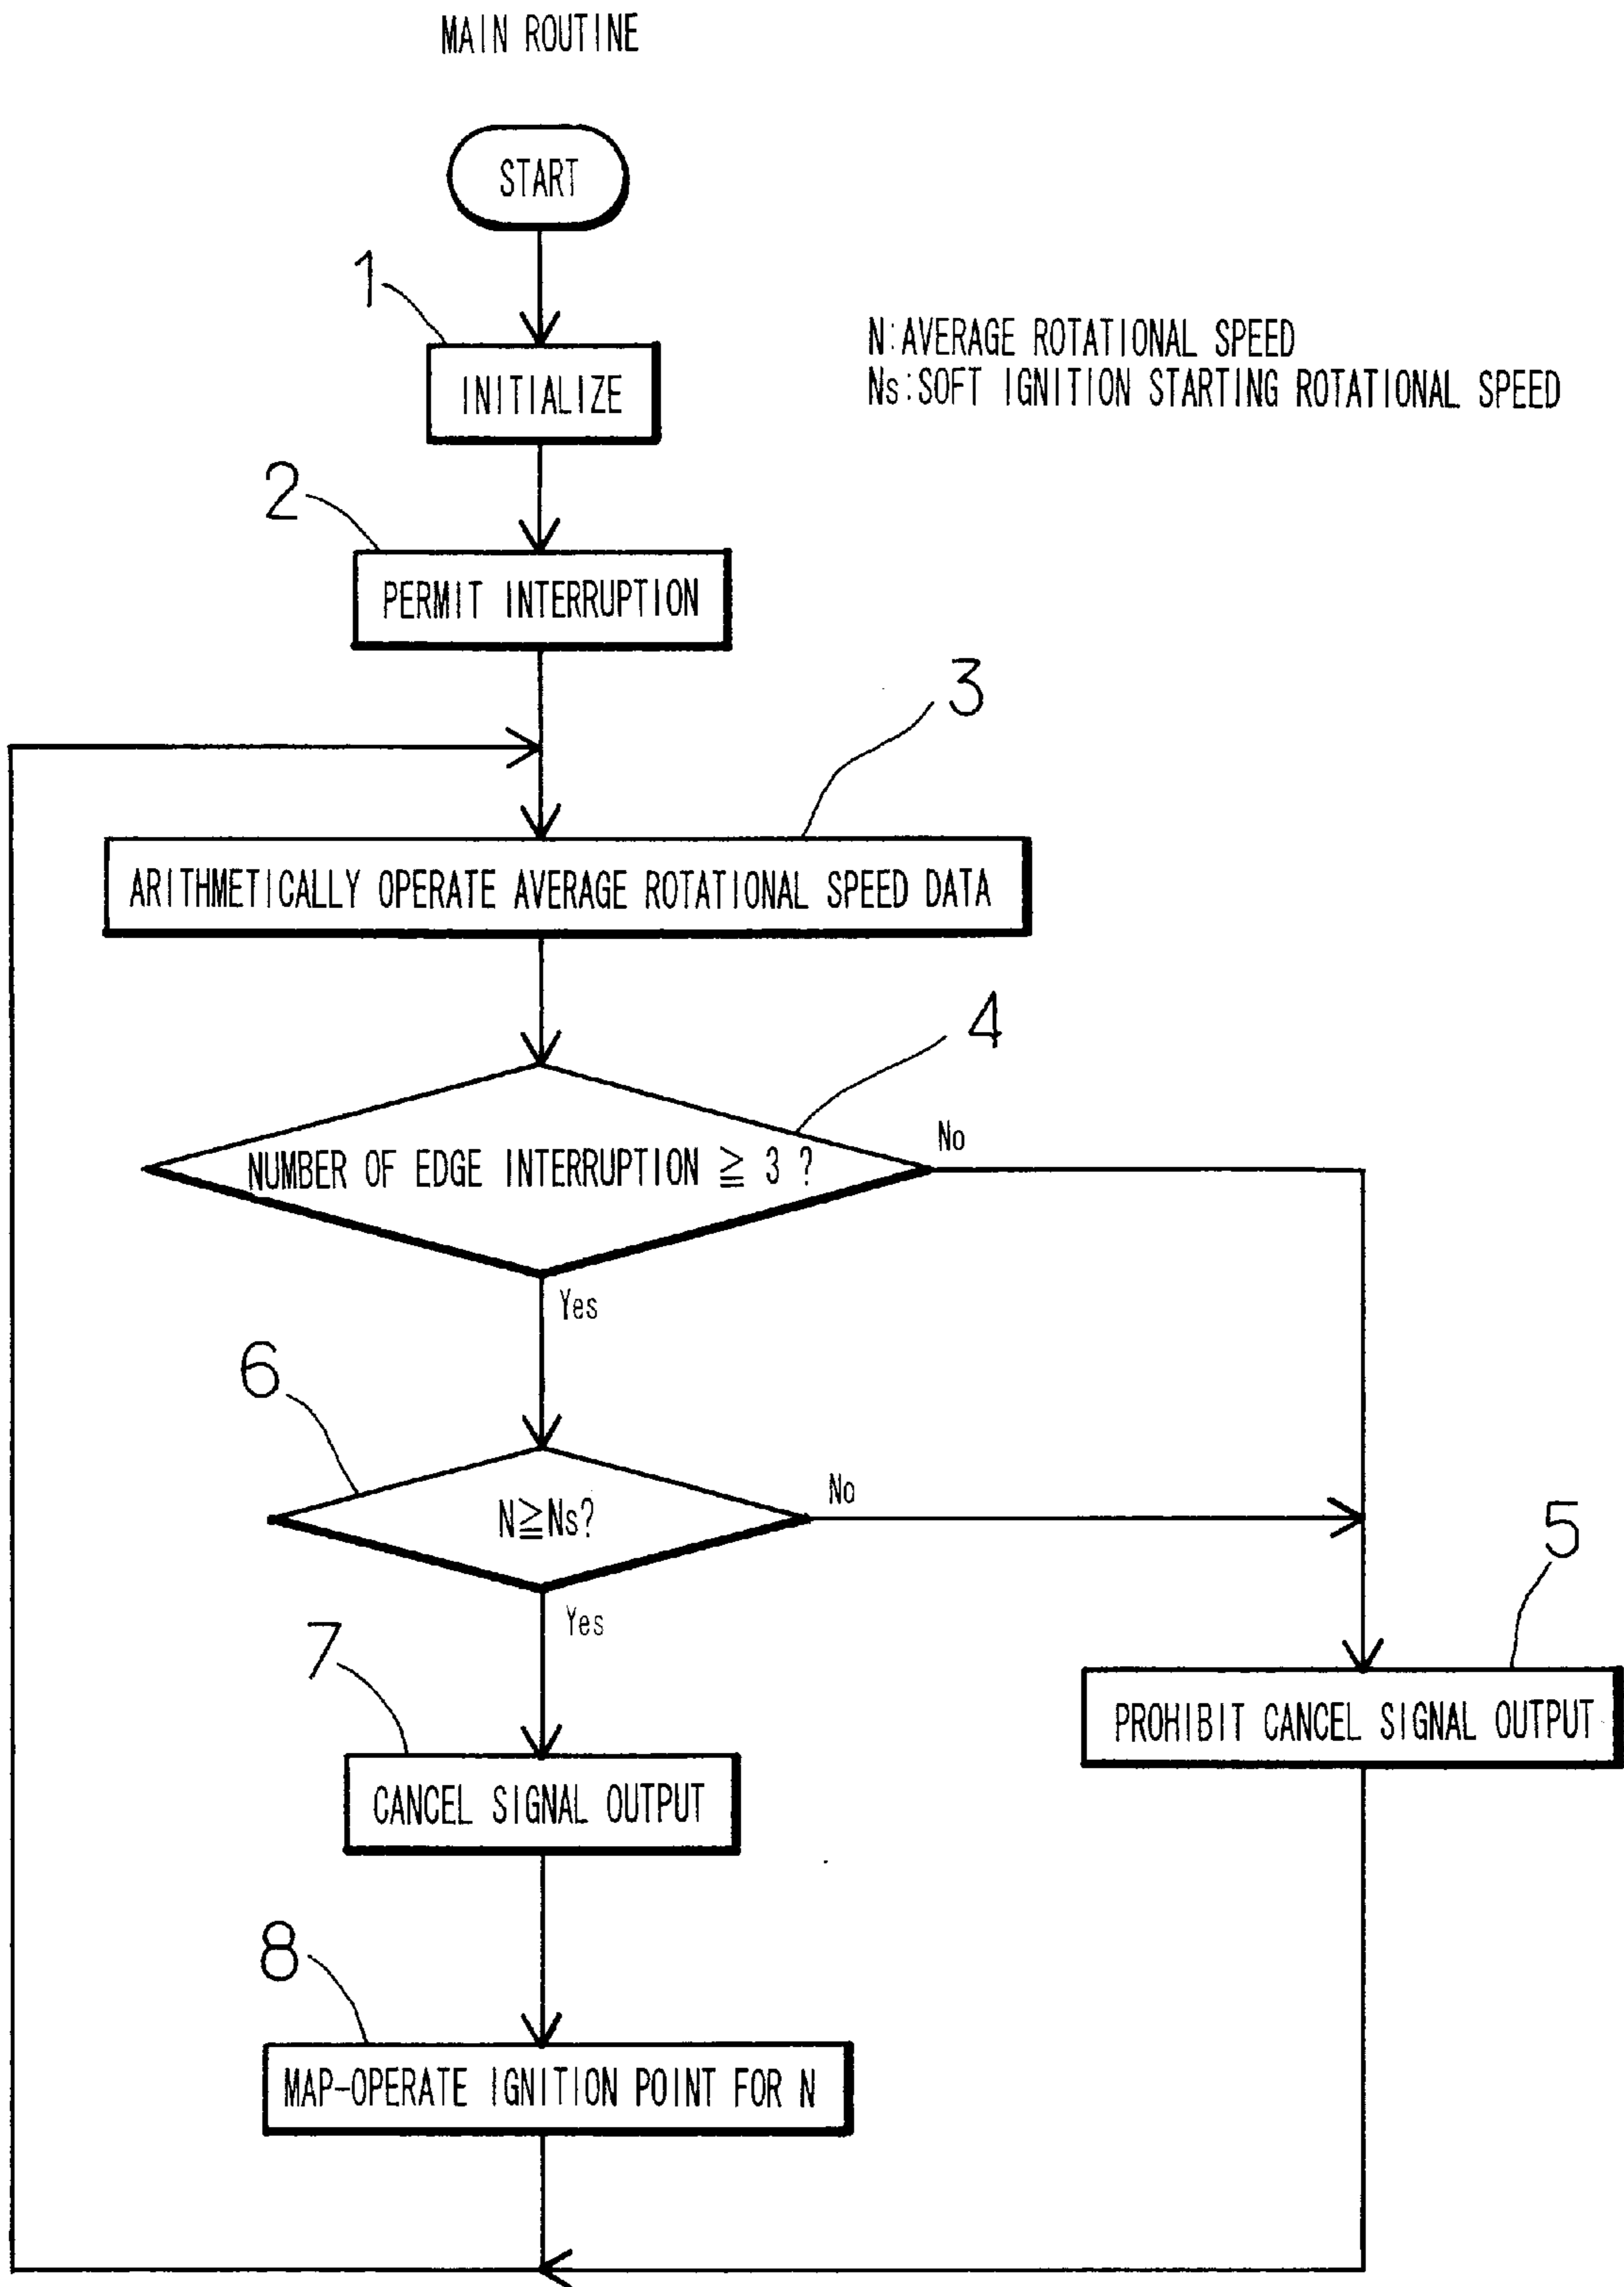 MAIN ROUTINE
START
1
INITIALIZE
N:AVERAGE ROTATIONAL SPEED
Ns:SOFT IGNITION STARTING ROTATIONAL SPEED
2
PERMIT INTERRUPTION
3
ARITHMETICALLY OPERATE AVERAGE ROTATIONAL SPEED DATA
4
NUMBER OF EDGE INTERRUPTION ≧ 3 ?
No
Yes
6
N≧Ns?
No
Yes
5
PROHIBIT CANCEL SIGNAL OUTPUT
7
CANCEL SIGNAL OUTPUT
8
MAP-OPERATE IGNITION POINT FOR N